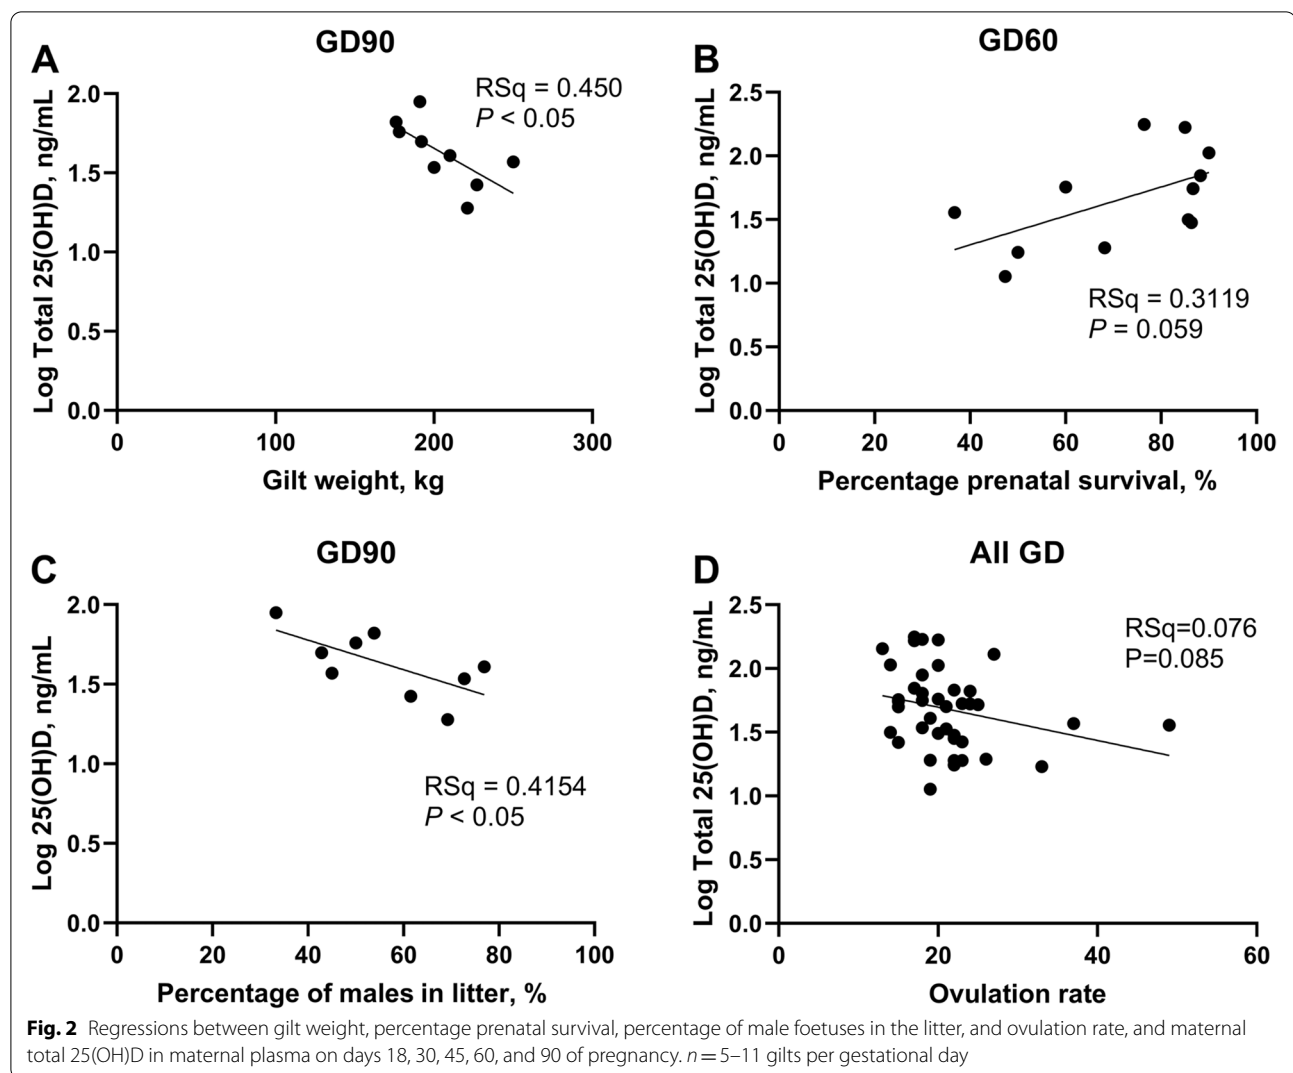 A
GD90
RSq = 0.450
P < 0.05
Log Total 25(OH)D, ng/mL
2.0
1.5
1.0
0.5
0.0
0 100 200 300
Gilt weight, kg
B
GD60
RSq = 0.3119
P = 0.059
Log Total 25(OH)D, ng/mL
2.5
2.0
1.5
1.0
0.5
0.0
0 20 40 60 80 100
Percentage prenatal survival, %
C
GD90
RSq = 0.4154
P < 0.05
Log 25(OH)D, ng/mL
2.0
1.5
1.0
0.5
0.0
0 20 40 60 80 100
Percentage of males in litter, %
D
All GD
RSq=0.076
P=0.085
Log Total 25(OH)D, ng/mL
2.5
2.0
1.5
1.0
0.5
0.0
0 20 40 60
Ovulation rate
Fig. 2 Regressions between gilt weight, percentage prenatal survival, percentage of male foetuses in the litter, and ovulation rate, and maternal
total 25(OH)D in maternal plasma on days 18, 30, 45, 60, and 90 of pregnancy. n = 5–11 gilts per gestational day